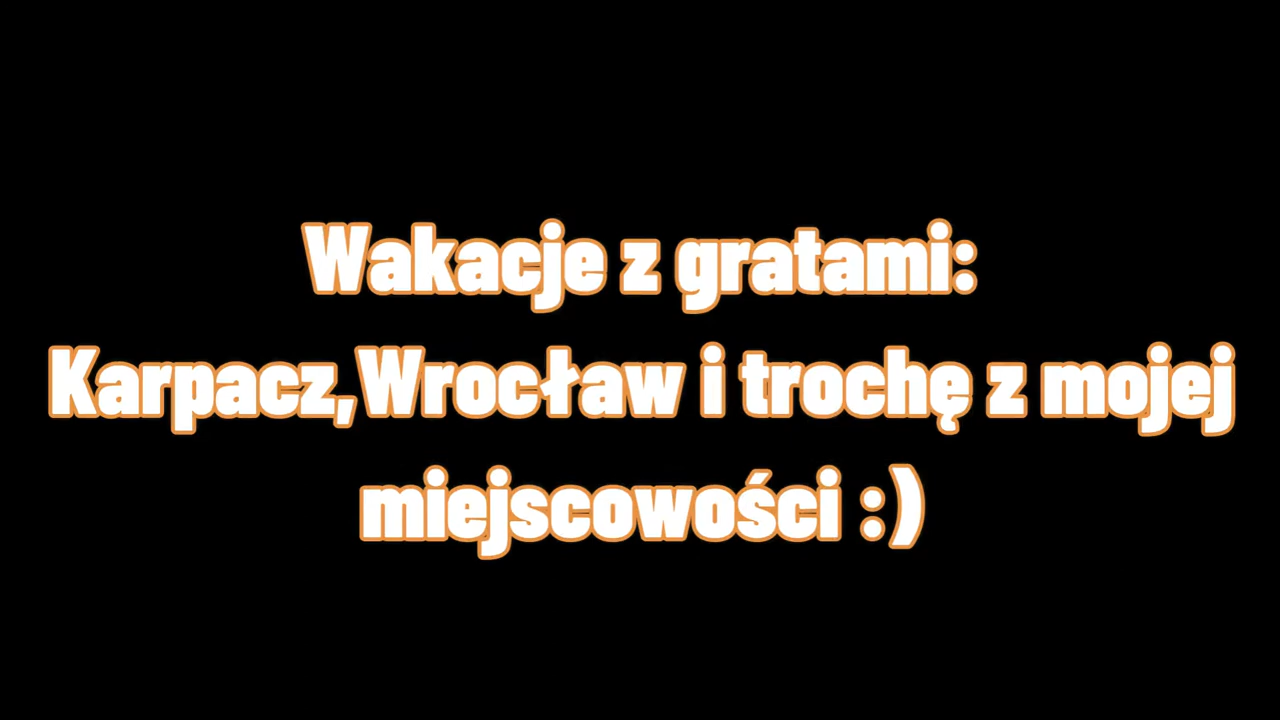 Wakacje z gratami:
Karpacz,Wrocław i trochę z mojej
miejscowości :)